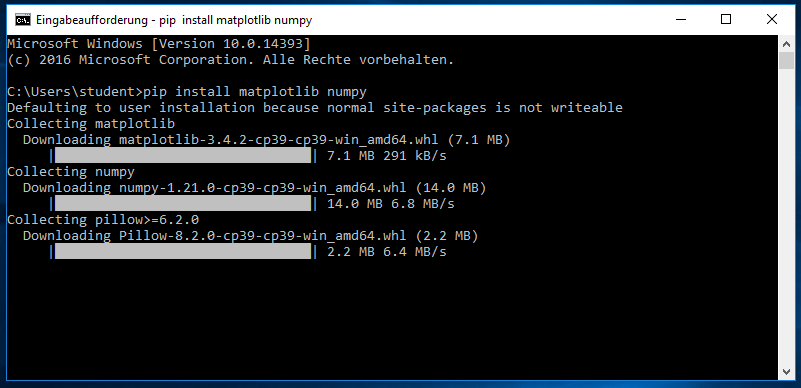 Eingabeaufforderung - pip  install matplotlib numpy
Microsoft Windows [Version 10.0.14393]
(c) 2016 Microsoft Corporation. Alle Rechte vorbehalten.
C:\Users\student>pip install matplotlib numpy
Defaulting to user installation because normal site-packages is not writeable
Collecting matplotlib
  Downloading matplotlib-3.4.2-cp39-cp39-win_amd64.whl (7.1 MB)
     |████████████████████████████████| 7.1 MB 291 kB/s
Collecting numpy
  Downloading numpy-1.21.0-cp39-cp39-win_amd64.whl (14.0 MB)
     |████████████████████████████████| 14.0 MB 6.8 MB/s
Collecting pillow>=6.2.0
  Downloading Pillow-8.2.0-cp39-cp39-win_amd64.whl (2.2 MB)
     |████████████████████████████████| 2.2 MB 6.4 MB/s